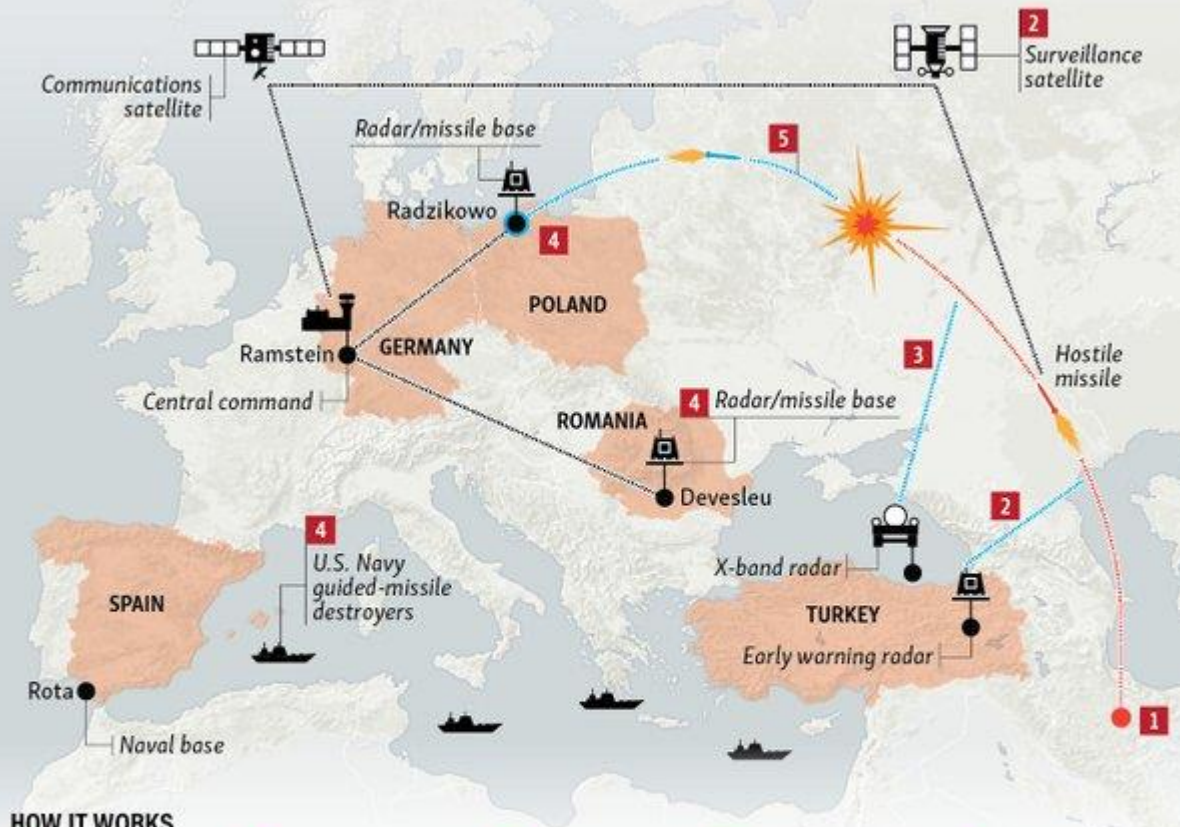 2
Communications
satellite
Surveillance
satellite
Radar/missile base
5
Radzikowo
4
POLAND
Ramstein
GERMANY
3
Hostile
missile
Central command
ROMANIA
4
Radar/missile base
2
Devesleu
4
U.S. Navy
guided-missile
destroyers
X-band radar
SPAIN
TURKEY
Early warning radar
Rota
1
Naval base
HOW IT WORKS